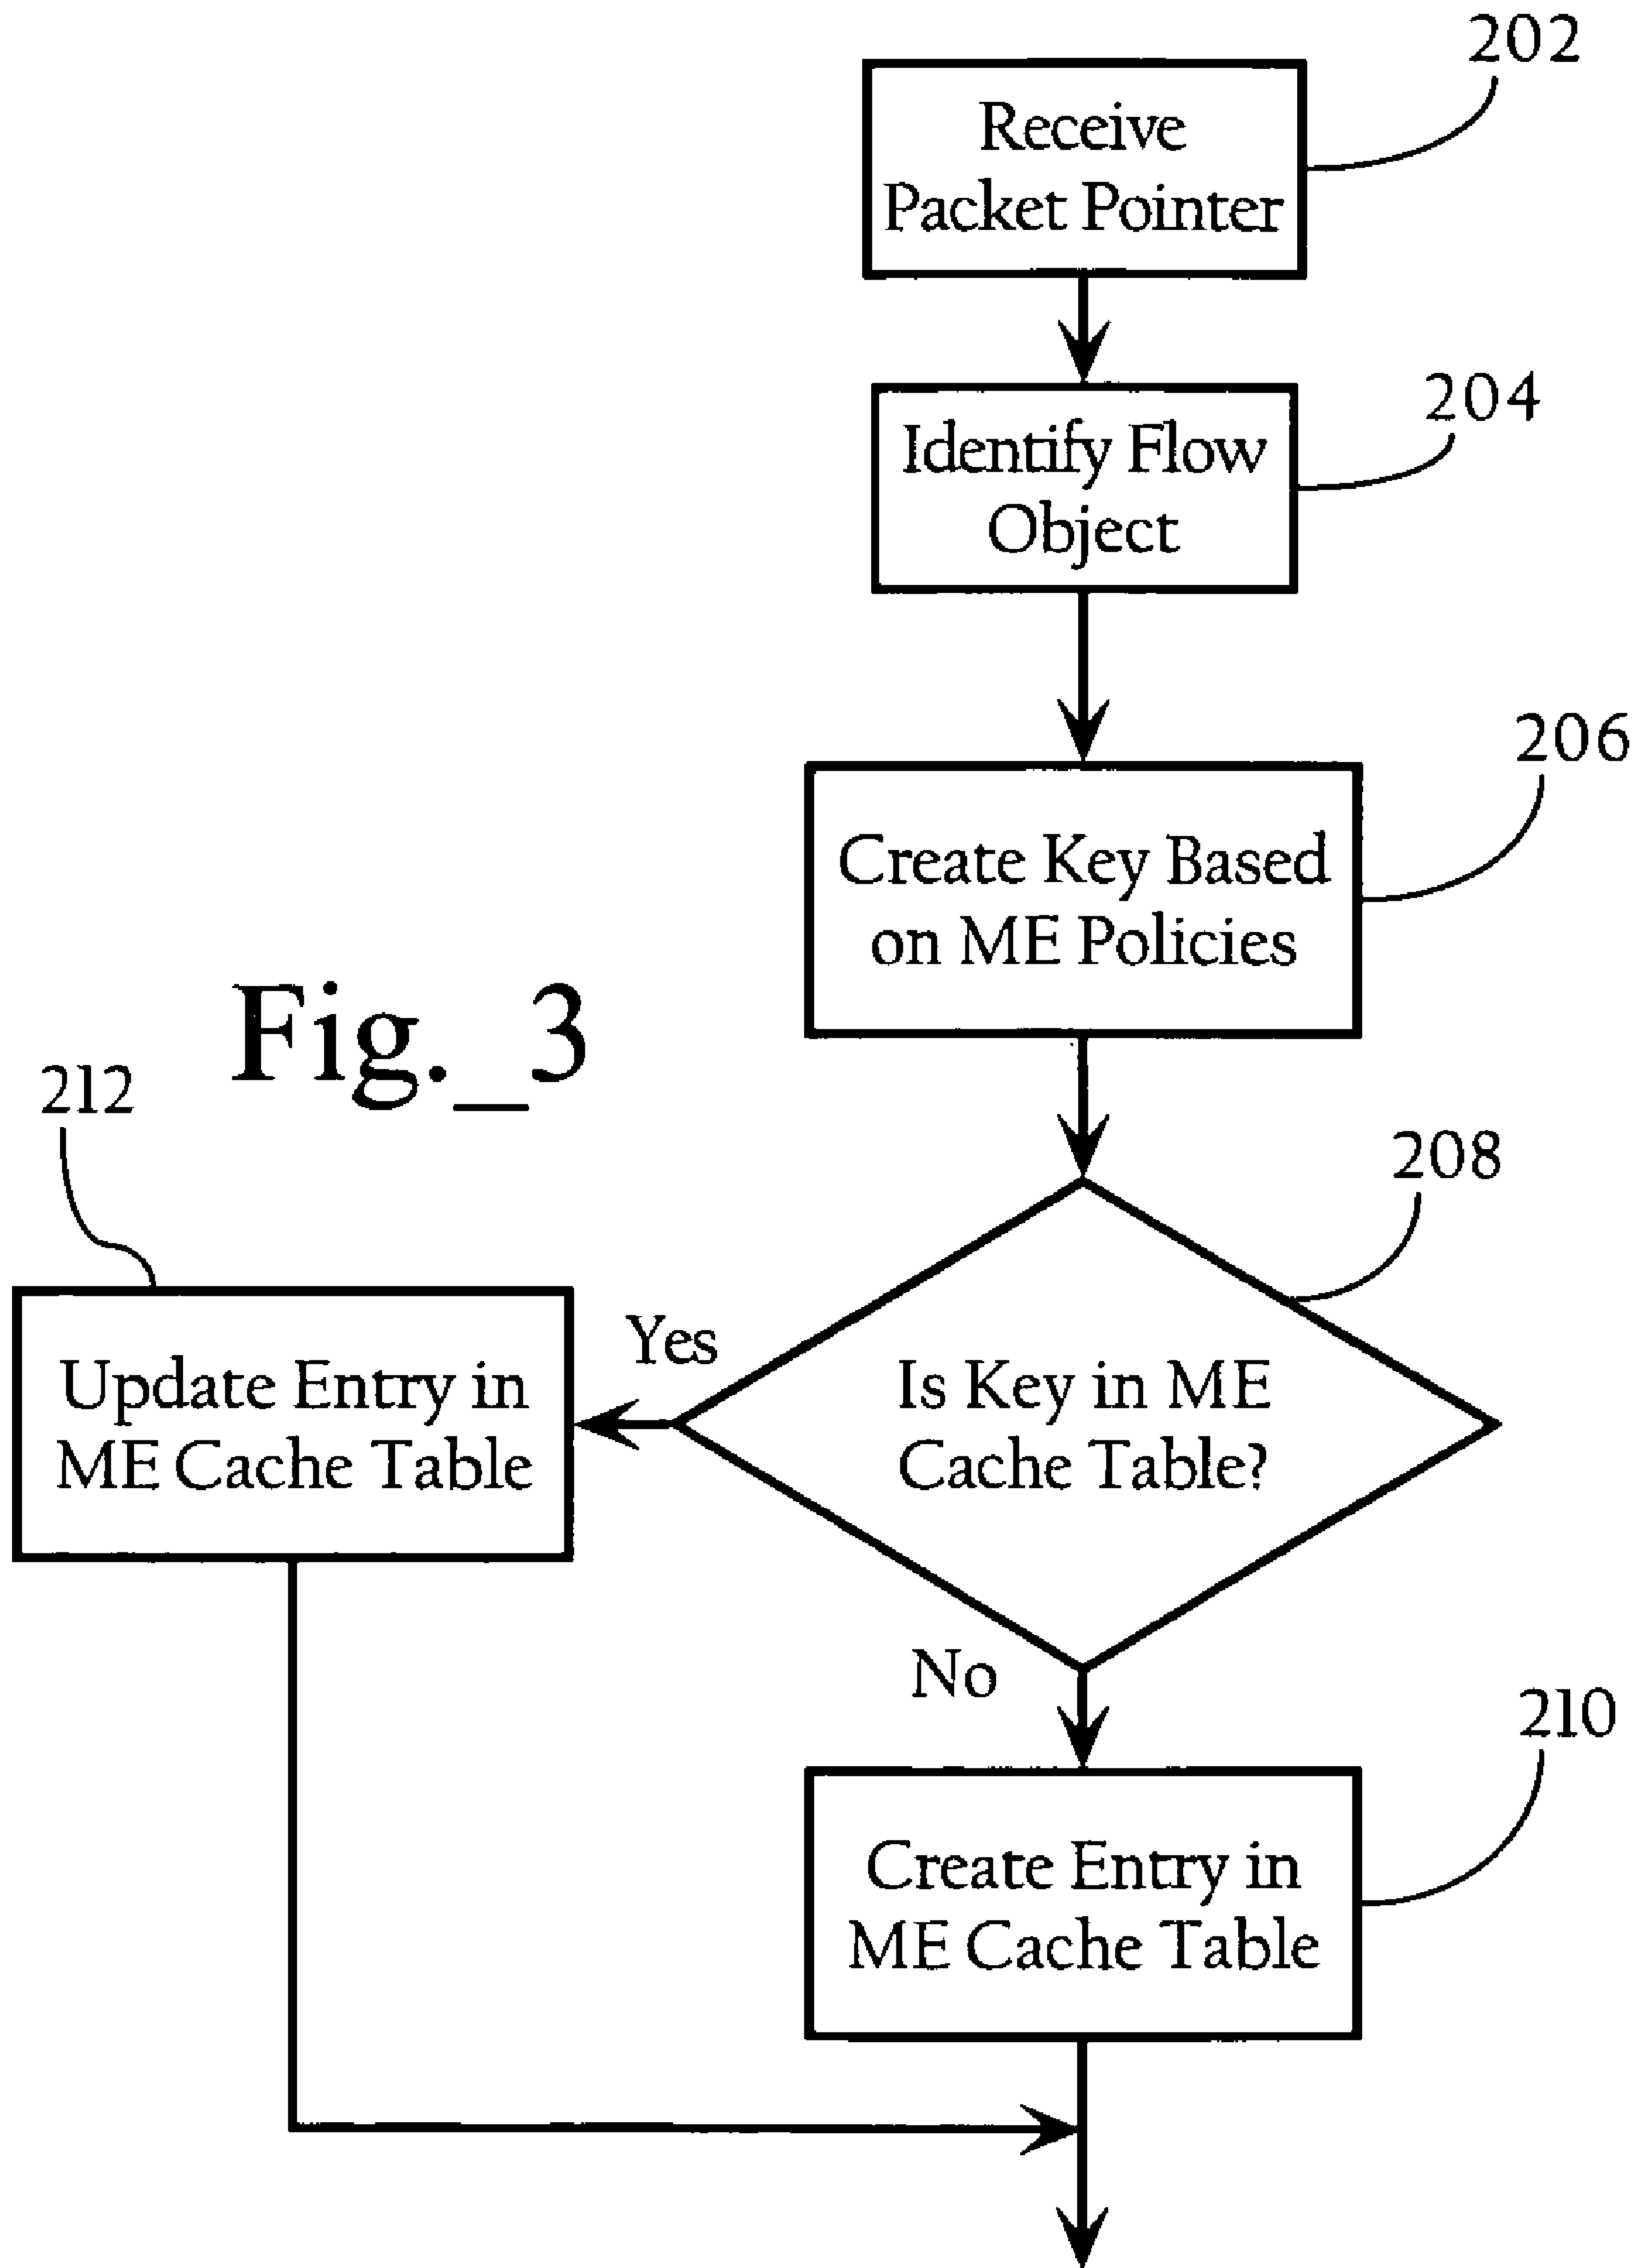 202
Receive
Packet Pointer
204
Identify Flow
Object
206
Create Key Based
on ME Policies
Fig._3
212
208
Yes
Update Entry in
ME Cache Table
Is Key in ME
Cache Table?
No
210
Create Entry in
ME Cache Table